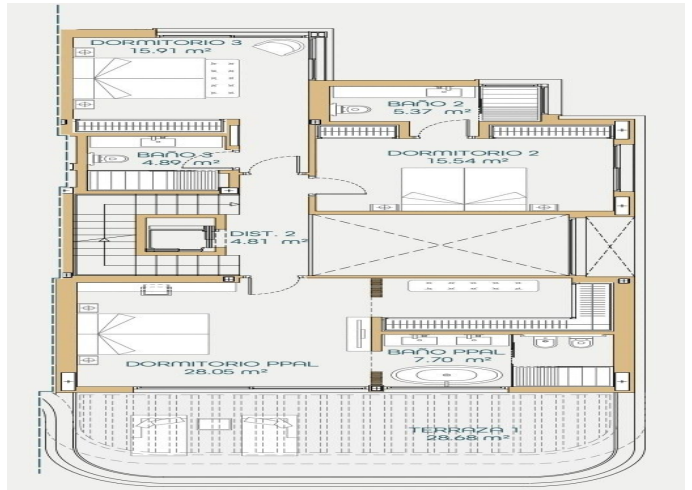 DORMITORIO 3
15.91 m²
BAÑO 2
5.37 m²
BAÑO 3
4.89 m²
DORMITORIO 2
15.54 m²
DIST. 2
4.81 m²
DORMITORIO PPAL
28.05 m²
BAÑO PPAL
7.70 m²
TERRAZA 1
28.68 m²